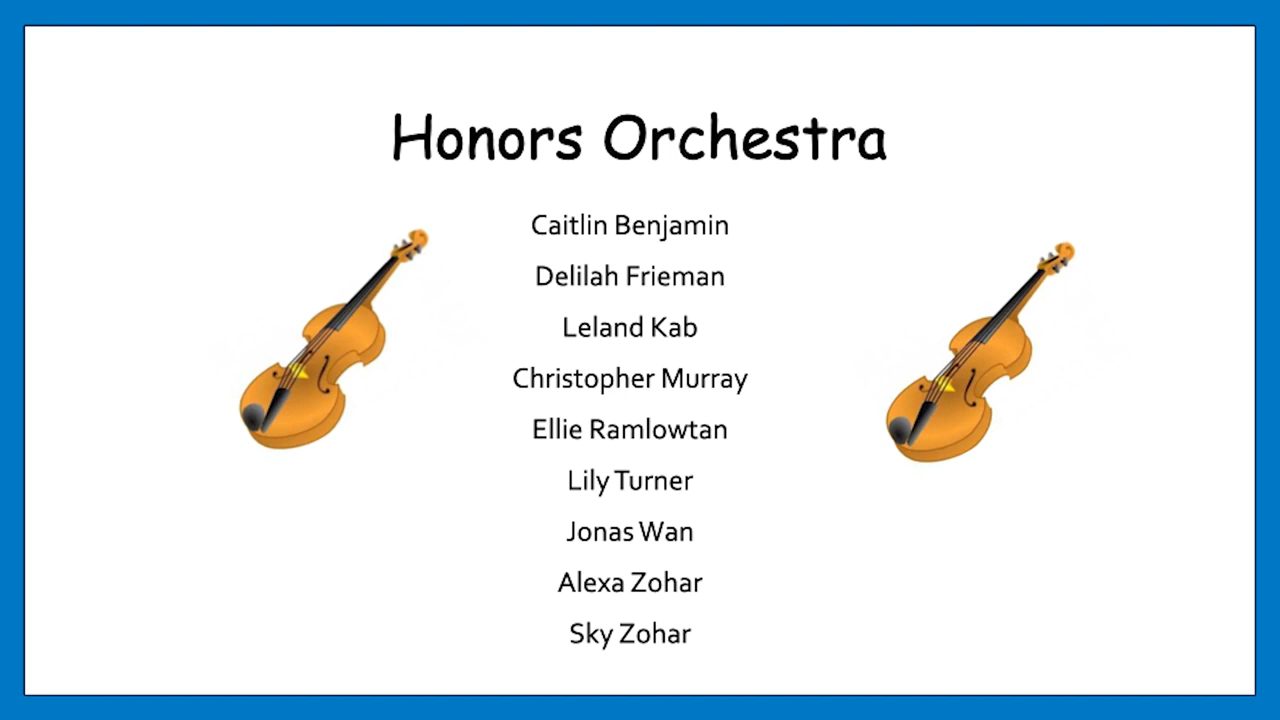 Honors Orchestra
Caitlin Benjamin
Delilah Frieman
Leland Kab
Christopher Murray
Ellie Ramlowtan
Lily Turner
Jonas Wan
Alexa Zohar
Sky Zohar